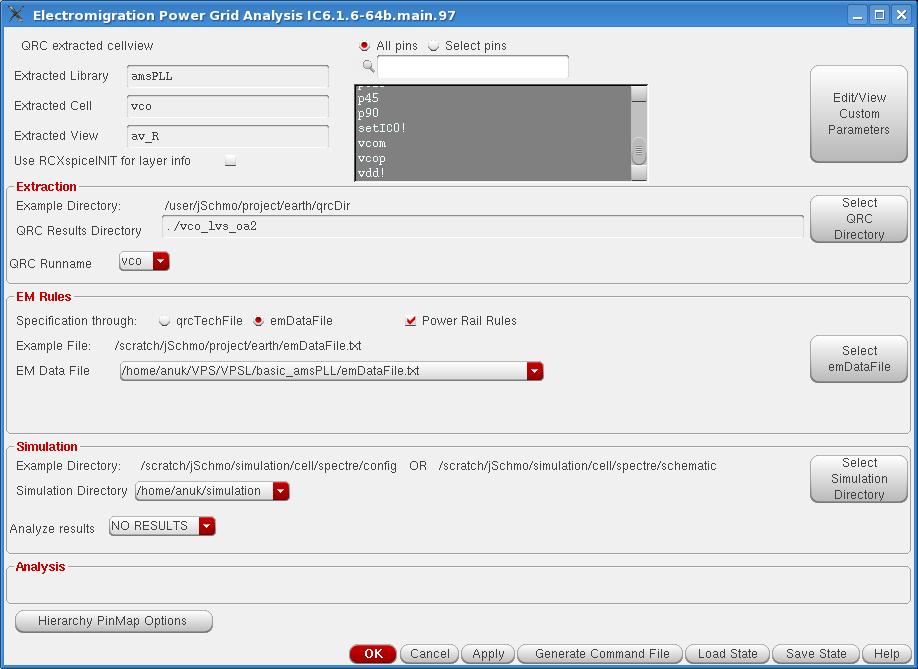 Electromigration Power Grid Analysis IC6.1.6-64b.main.97
QRC extracted cellview
All pins Select pins
Extracted Library amsPLL
Extracted Cell vco
Extracted View av_R
Use RCXspiceINIT for layer info
p45
p90
setIC0!
vcom
vcop
vdd!
Edit/View
Custom
Parameters
Extraction
Example Directory: /user/jSchmo/project/earth/qrcDir
QRC Results Directory ./vco_lvs_oa2
Select
QRC
Directory
QRC Runname vco
EM Rules
Specification through: qrcTechFile emDataFile Power Rail Rules
Example File: /scratch/jSchmo/project/earth/emDataFile.txt
EM Data File /home/anuk/VPS/VPSL/basic_amsPLL/emDataFile.txt
Select
emDataFile
Simulation
Example Directory: /scratch/jSchmo/simulation/cell/spectre/config OR /scratch/jSchmo/simulation/cell/spectre/schematic
Simulation Directory /home/anuk/simulation
Select
Simulation
Directory
Analyze results NO RESULTS
Analysis
Hierarchy PinMap Options
OK Cancel Apply Generate Command File Load State Save State Help